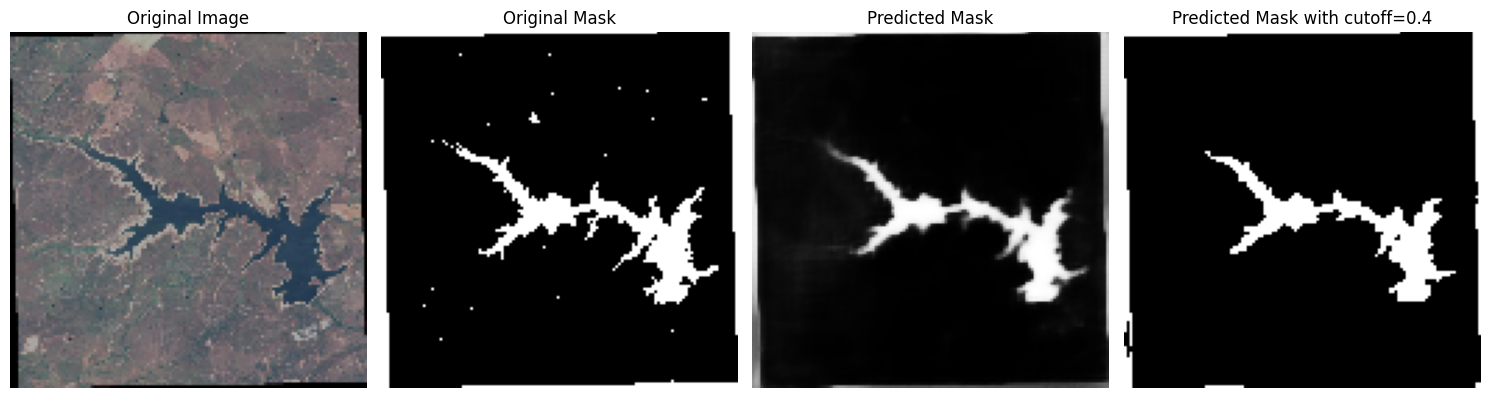 Original Image
Original Mask
Predicted Mask
Predicted Mask with cutoff=0.4